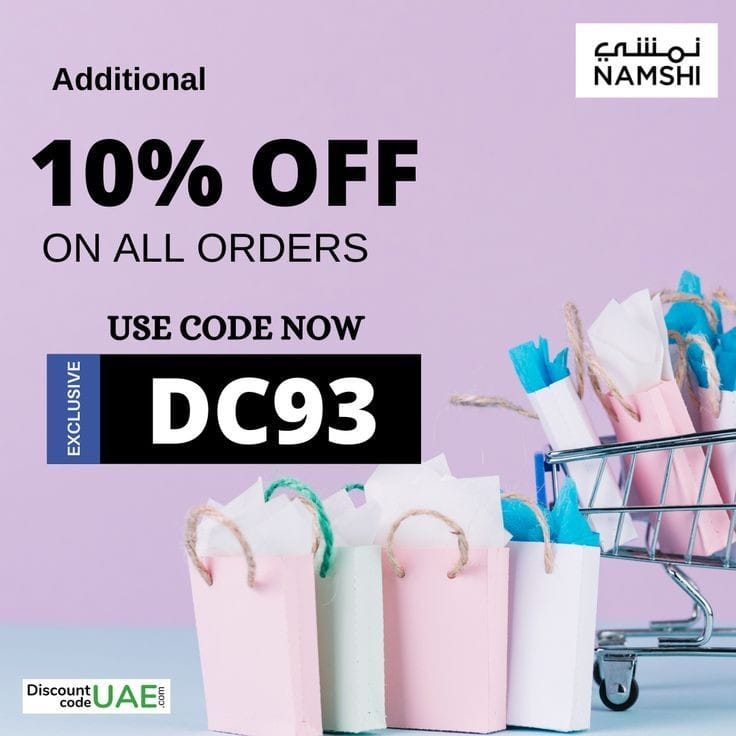 Additional
نمشي
NAMSHI
10% OFF
ON ALL ORDERS
USE CODE NOW
EXCLUSIVE
DC93
Discount
code UAE.com